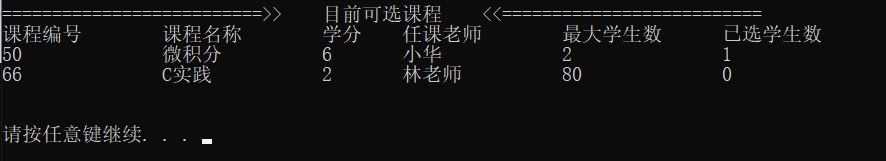 ==========================>>    目前可选课程    <<==========================
课程编号        课程名称        学分    任课老师        最大学生数      已选学生数
50              微积分          6       小华            2               1
66              C实践           2       林老师          80              0
请按任意键继续. . .